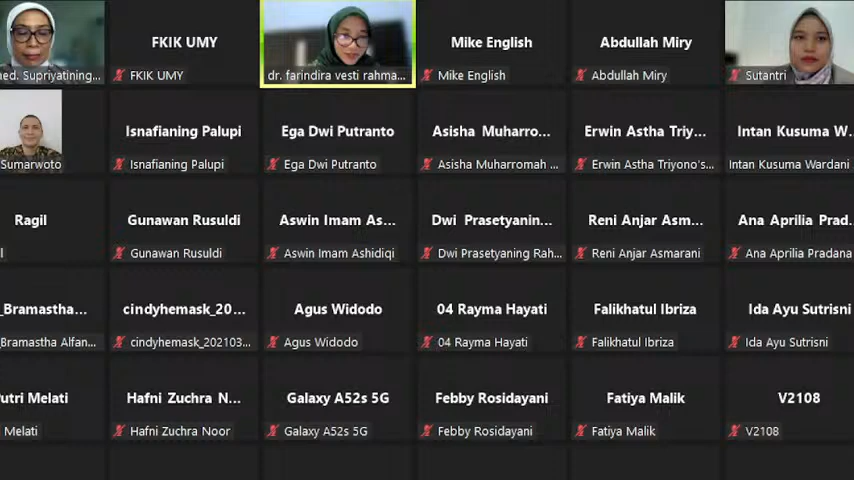 FKIK UMY
Mike English
Abdullah Miry
ed. Supriyatining...
FKIK UMY
dr. farindira vesti rahma...
Mike English
Abdullah Miry
Sutantri
Isnafianing Palupi
Ega Dwi Putranto
Asisha Muharro...
Erwin Astha Triy...
Intan Kusuma W...
Sumarwoto
Isnafianing Palupi
Ega Dwi Putranto
Asisha Muharromah ...
Erwin Astha Triyono's...
Intan Kusuma Wardani
Ragil
Gunawan Rusuldi
Aswin Imam As...
Dwi Prasetyanin...
Reni Anjar Asm...
Ana Aprilia Prad...
l
Gunawan Rusuldi
Aswin Imam Ashidiqi
Dwi Prasetyaning Rah...
Reni Anjar Asmarani
Ana Aprilia Pradana
_Bramastha...
cindyhemask_20...
Agus Widodo
04 Rayma Hayati
Falikhatul Ibriza
Ida Ayu Sutrisni
Bramastha Alfan...
cindyhemask_202103...
Agus Widodo
04 Rayma Hayati
Falikhatul Ibriza
Ida Ayu Sutrisni
utri Melati
Hafni Zuchra N...
Galaxy A52s 5G
Febby Rosidayani
Fatiya Malik
V2108
Melati
Hafni Zuchra Noor
Galaxy A52s 5G
Febby Rosidayani
Fatiya Malik
V2108